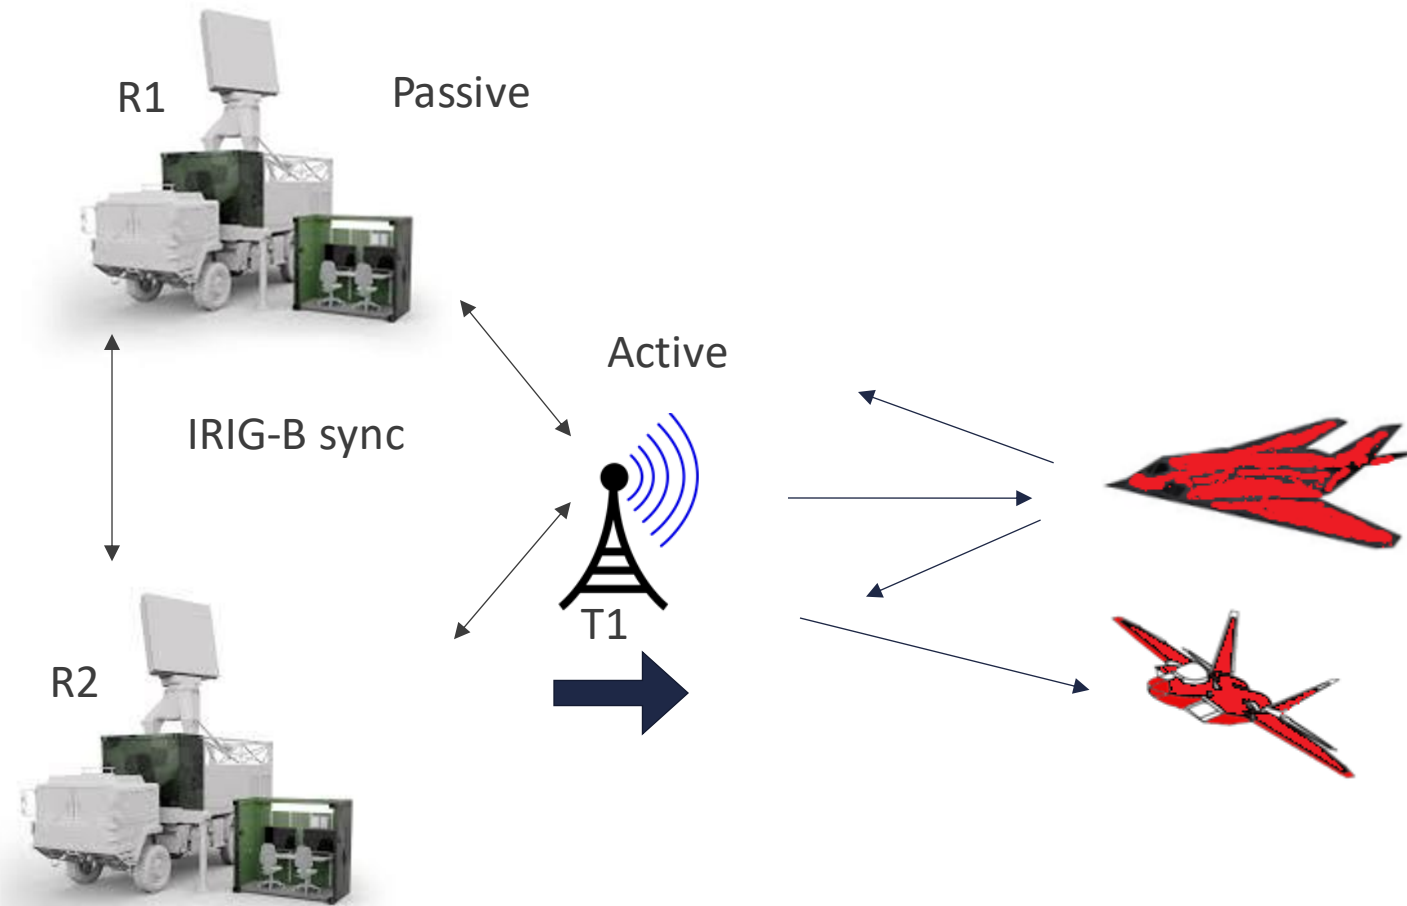 R1
Passive
Active
IRIG-B sync
T1
R2